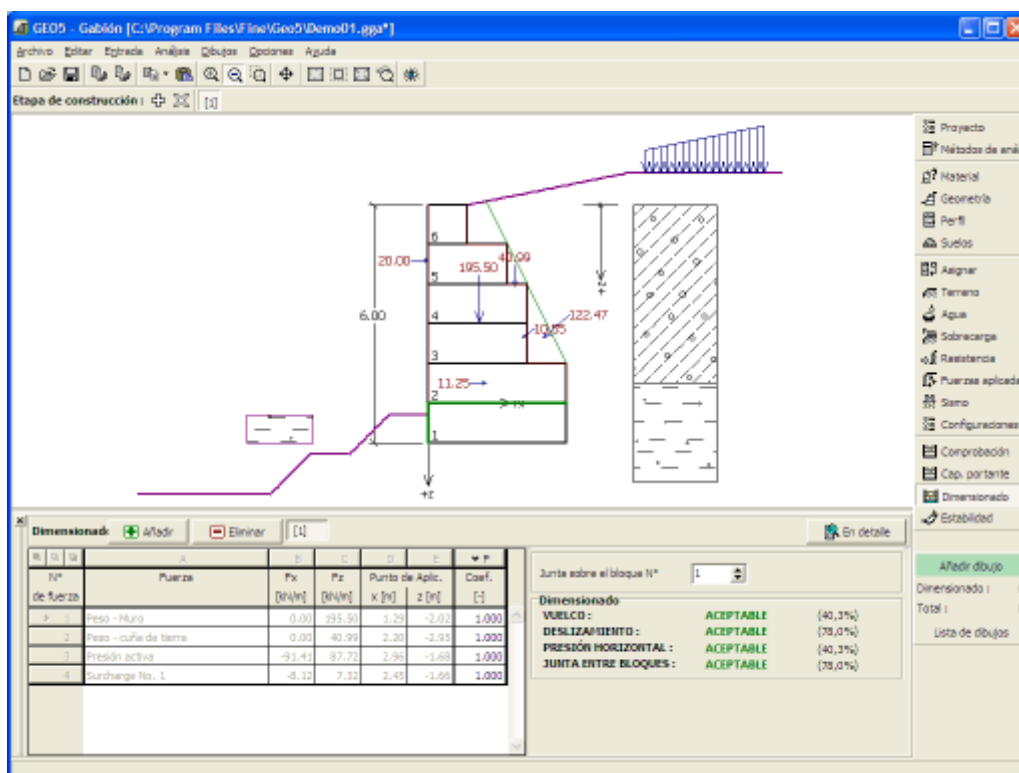 GEO5 - Gabión [C:\Program Files\Fine\Geo5\Demo01.gga*]
Archivo Editar Entrada Análisis Dibujos Opciones Ayuda
Etapa de construcción : [1]
6
20.00
195.50
40.99
5
6.00
4
10.55
122.47
3
11.25
2
+x
1
+z
+z
Proyecto
Métodos de aná
Material
Geometría
Perfil
Suelos
Asignar
Terreno
Agua
Sobrecarga
Resistencia
Fuerzas aplicada
Sismo
Configuraciones
Comprobación
Cap. portante
Dimensionado
Estabilidad
Añadir dibujo
Dimensionado :
Total :
Lista de dibujos
Dimensionado Añadir Eliminar [1] En detalle
A B C D E F
N° Fuerza Fx Fz Punto de Aplic. Coef.
de fuerza [kN/m] [kN/m] x [m] z [m] [-]
1 Peso - Muro 0.00 195.50 1.29 -2.02 1.000
2 Peso - cuña de tierra 0.00 40.99 2.20 -2.95 1.000
3 Presión activa -91.41 87.72 2.96 -1.68 1.000
4 Surcharge No. 1 -8.12 7.32 2.45 -1.66 1.000
Junta sobre el bloque N° 1
Dimensionado
VUELCO : ACEPTABLE (40,3%)
DESLIZAMIENTO : ACEPTABLE (78,0%)
PRESIÓN HORIZONTAL : ACEPTABLE (40,3%)
JUNTA ENTRE BLOQUES : ACEPTABLE (78,0%)